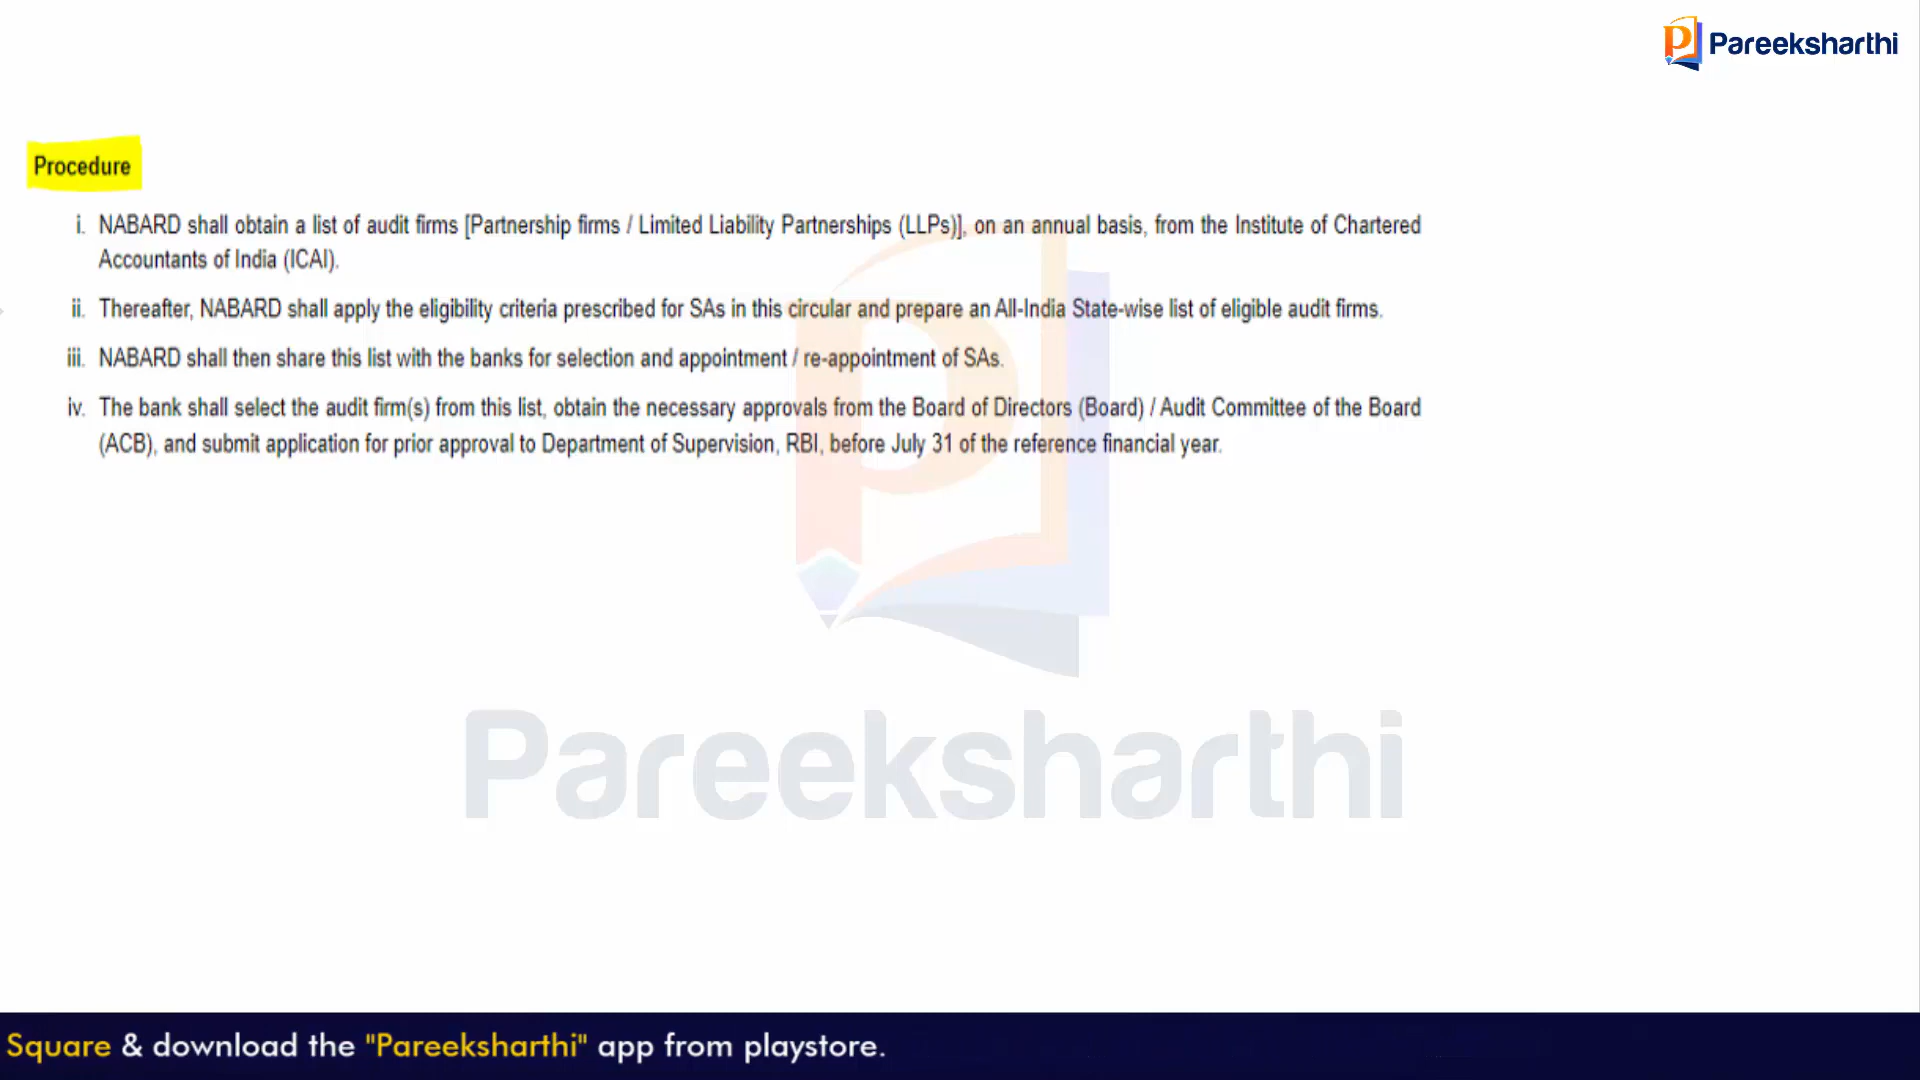 Pareeksharthi
Procedure
i. NABARD shall obtain a list of audit firms [Partnership firms / Limited Liability Partnerships (LLPs)], on an annual basis, from the Institute of Chartered
Accountants of India (ICAI).
ii. Thereafter, NABARD shall apply the eligibility criteria prescribed for SAs in this circular and prepare an All-India State-wise list of eligible audit firms.
iii. NABARD shall then share this list with the banks for selection and appointment / re-appointment of SAs.
iv. The bank shall select the audit firm(s) from this list, obtain the necessary approvals from the Board of Directors (Board) / Audit Committee of the Board
(ACB), and submit application for prior approval to Department of Supervision, RBI, before July 31 of the reference financial year.
Pareeksharthi
Square & download the "Pareeksharthi" app from playstore.